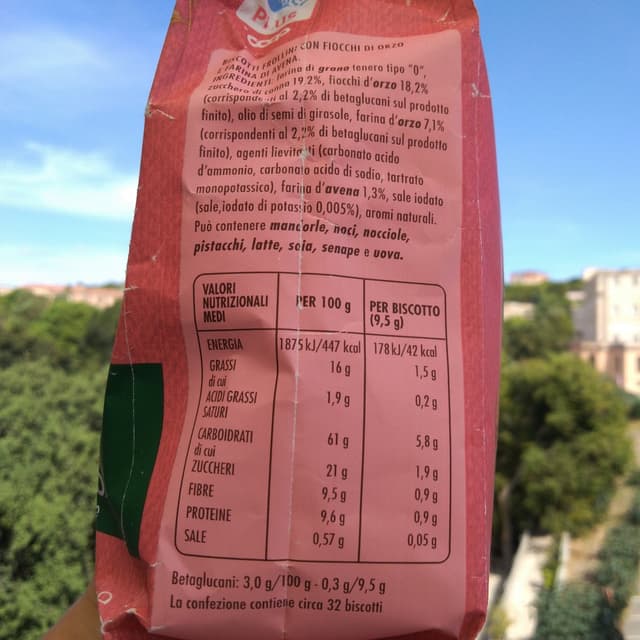 PLUS
BISCOTTI FROLLINI CON FIOCCHI DI ORZO
E FARINA DI AVENA.
INGREDIENTI: farina di grano tenero tipo "0",
zucchero di canna 19,2%, fiocchi d'orzo 18,2%
(corrispondenti al 2,2% di betaglucani sul prodotto
finito), olio di semi di girasole, farina d'orzo 7,1%
(corrispondenti al 2,2% di betaglucani sul prodotto
finito), agenti lievitanti (carbonato acido
d'ammonio, carbonato acido di sodio, tartrato
monopotassico), farina d'avena 1,3%, sale iodato
(sale, iodato di potassio 0,005%), aromi naturali.
Può contenere mandorle, noci, nocciole,
pistacchi, latte, soia, senape e uova.
VALORI NUTRIZIONALI MEDI PER 100 g PER BISCOTTO (9,5 g)
ENERGIA 1875 kJ/447 kcal 178 kJ/42 kcal
GRASSI 16 g 1,5 g
di cui
ACIDI GRASSI SATURI 1,9 g 0,2 g
CARBOIDRATI 61 g 5,8 g
di cui
ZUCCHERI 21 g 1,9 g
FIBRE 9,5 g 0,9 g
PROTEINE 9,6 g 0,9 g
SALE 0,57 g 0,05 g
Betaglucani: 3,0 g/100 g - 0,3 g/9,5 g
La confezione contiene circa 32 biscotti